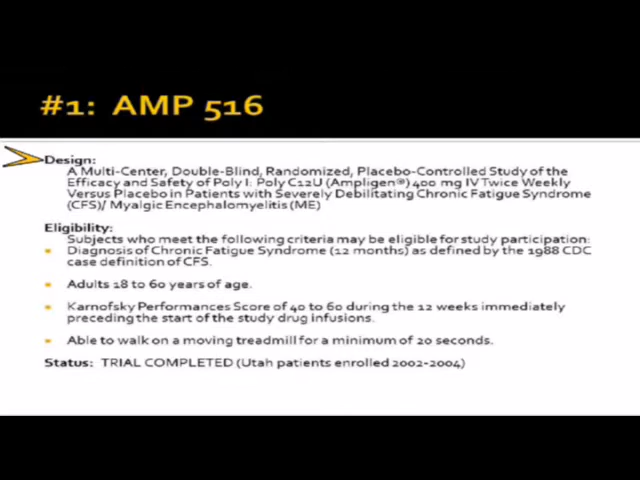 #1: AMP 516
Design:
A Multi-Center, Double-Blind, Randomized, Placebo-Controlled Study of the
Efficacy and Safety of Poly I: Poly C12U (Ampligen®) 400 mg IV Twice Weekly
Versus Placebo in Patients with Severely Debilitating Chronic Fatigue Syndrome
(CFS)/ Myalgic Encephalomyelitis (ME)
Eligibility:
Subjects who meet the following criteria may be eligible for study participation:
Diagnosis of Chronic Fatigue Syndrome (12 months) as defined by the 1988 CDC
case definition of CFS.
Adults 18 to 60 years of age.
Karnofsky Performances Score of 40 to 60 during the 12 weeks immediately
preceding the start of the study drug infusions.
Able to walk on a moving treadmill for a minimum of 20 seconds.
Status: TRIAL COMPLETED (Utah patients enrolled 2002-2004)